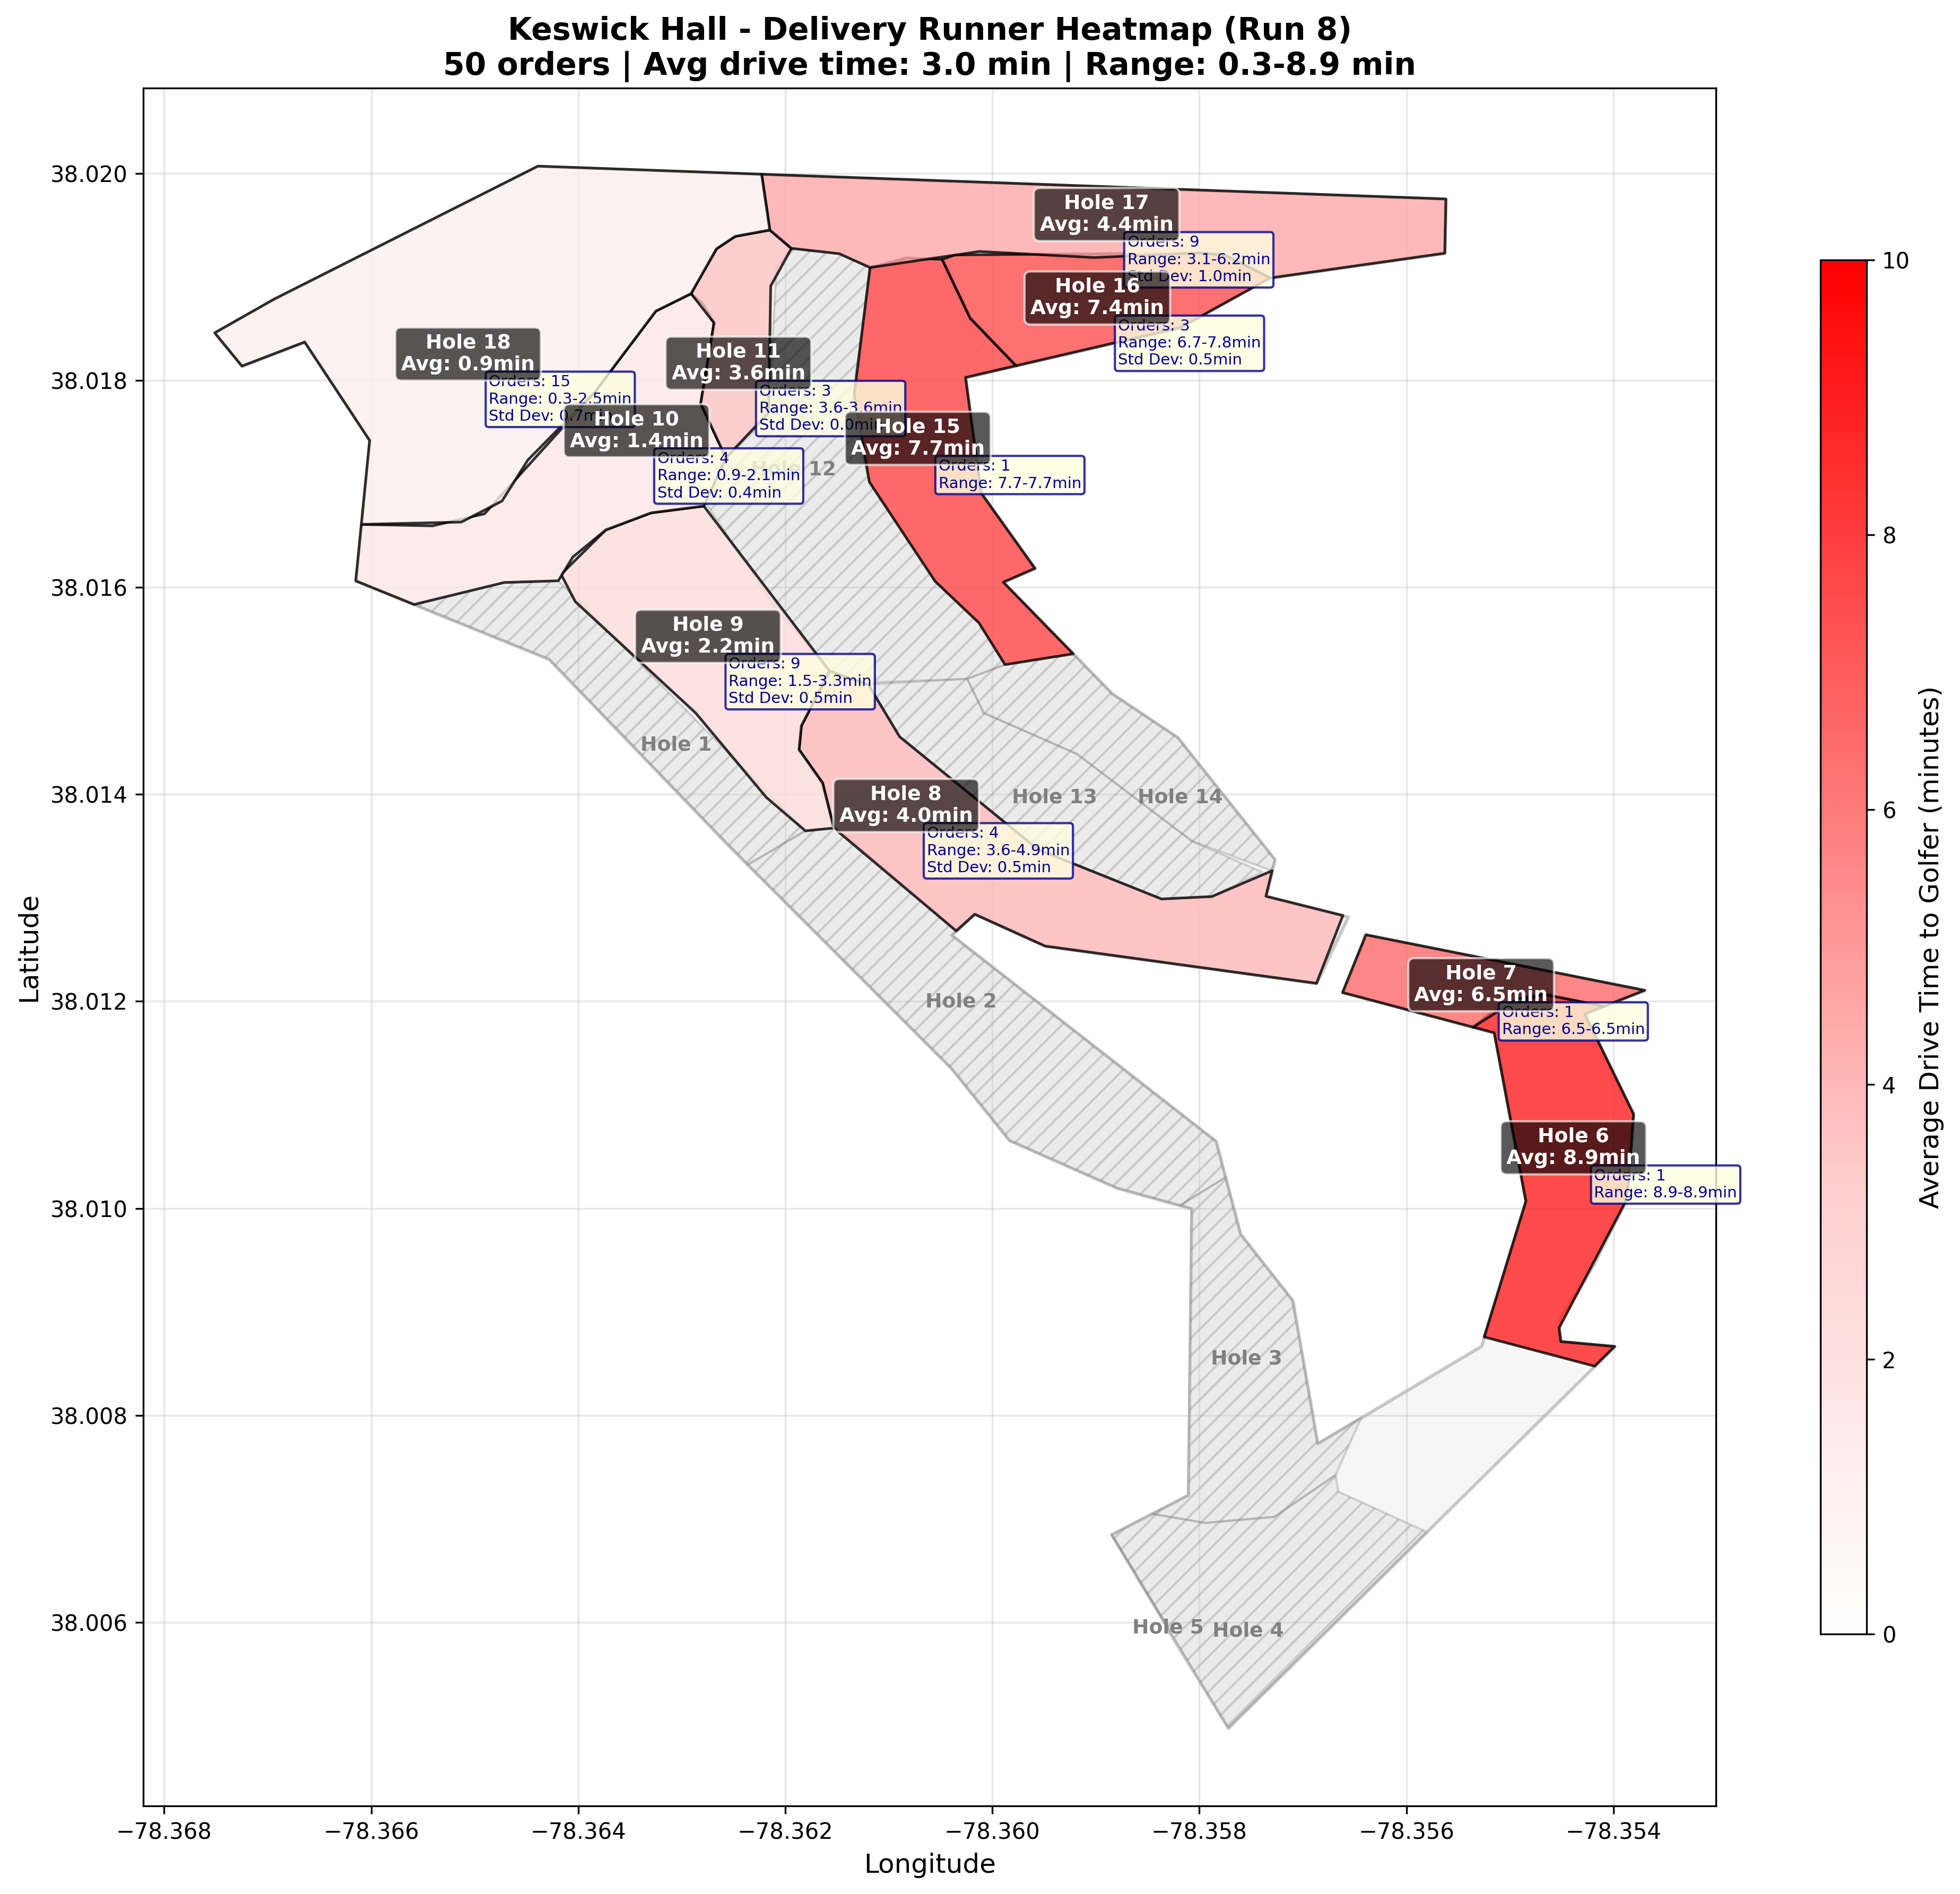 Keswick Hall - Delivery Runner Heatmap (Run 8)
50 orders | Avg drive time: 3.0 min | Range: 0.3-8.9 min
38.020
38.018
38.016
38.014
38.012
38.010
38.008
38.006
Latitude
Hole 17
Avg: 4.4min
Orders: 9
Range: 3.1-6.2min
Std Dev: 1.0min
Hole 16
Avg: 7.4min
Orders: 3
Range: 6.7-7.8min
Std Dev: 0.5min
Hole 18
Avg: 0.9min
Orders: 15
Range: 0.3-2.5min
Std Dev: 0.7min
Hole 11
Avg: 3.6min
Orders: 3
Range: 3.6-3.6min
Std Dev: 0.0min
Hole 10
Avg: 1.4min
Orders: 4
Range: 0.9-2.1min
Std Dev: 0.4min
Hole 15
Avg: 7.7min
Orders: 1
Range: 7.7-7.7min
Hole 12
Hole 9
Avg: 2.2min
Orders: 9
Range: 1.5-3.3min
Std Dev: 0.5min
Hole 1
Hole 8
Avg: 4.0min
Orders: 4
Range: 3.6-4.9min
Std Dev: 0.5min
Hole 13
Hole 14
Hole 2
Hole 7
Avg: 6.5min
Orders: 1
Range: 6.5-6.5min
Hole 6
Avg: 8.9min
Orders: 1
Range: 8.9-8.9min
Hole 3
Hole 5
Hole 4
−78.368
−78.366
−78.364
−78.362
−78.360
−78.358
−78.356
−78.354
Longitude
10
8
6
4
2
0
Average Drive Time to Golfer (minutes)